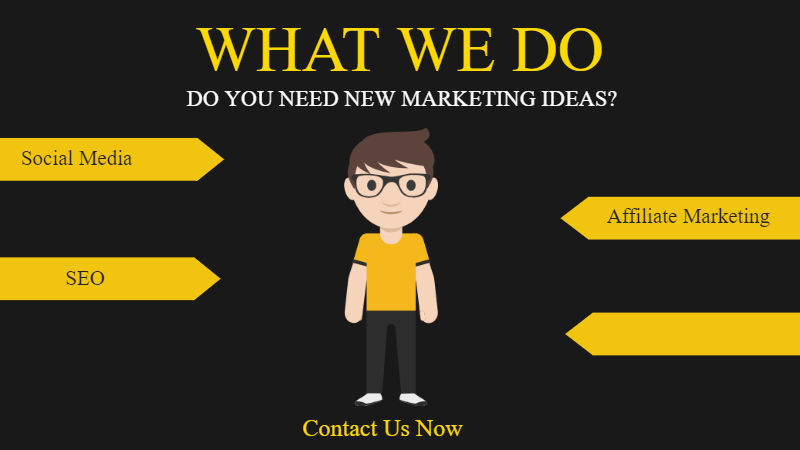 WHAT WE DO
DO YOU NEED NEW MARKETING IDEAS?
Social Media
Affiliate Marketing
SEO
Contact Us Now